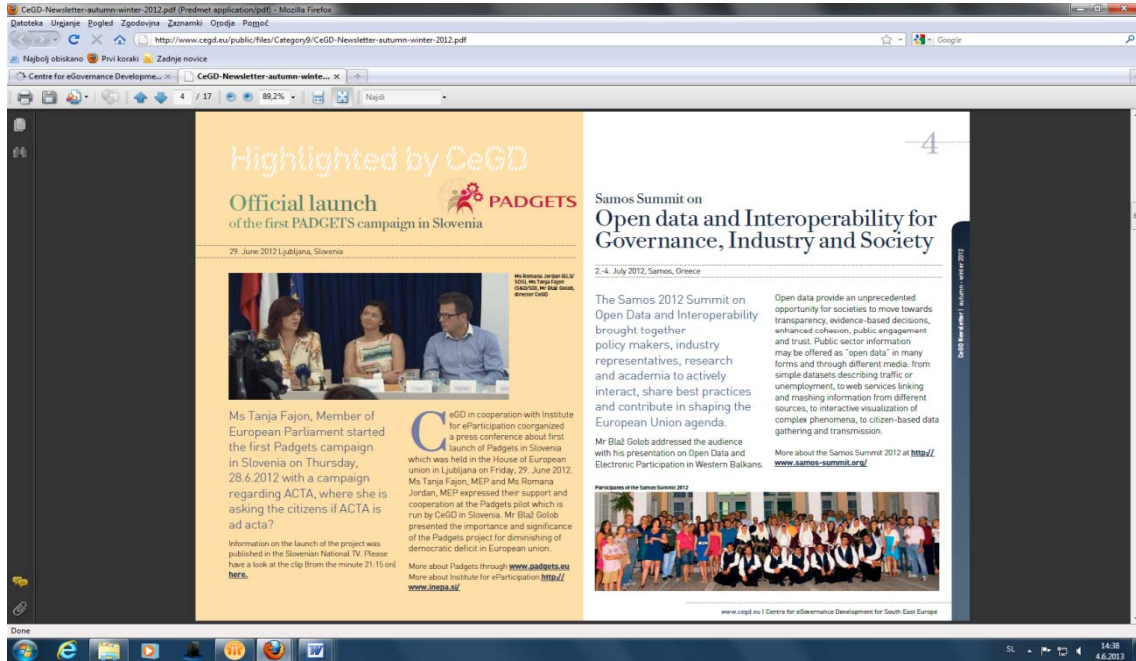 CeGD-Newsletter-autumn-winter-2012.pdf (Predmet application/pdf) - Mozilla Firefox
Datoteka Urejanje Pogled Zgodovina Zaznamki Orodja Pomoč
http://www.cegd.eu/public/files/Category9/CeGD-Newsletter-autumn-winter-2012.pdf
Google
Najbolj obiskano Prvi koraki Zadnje novice
Centre for eGovernance Developme...
CeGD-Newsletter-autumn-winte...
4 / 17
89,2%
Najdi
Highlighted by CeGD
Official launch
of the first PADGETS campaign in Slovenia
PADGETS
29. June 2012 Ljubljana, Slovenia
Ms Romana Jordan (ELS/
SDS), Ms Tanja Fajon
(S&D/SD), Mr Blaž Golob,
director CeGD
Ms Tanja Fajon, Member of
European Parliament started
the first Padgets campaign
in Slovenia on Thursday,
28.6.2012 with a campaign
regarding ACTA, where she is
asking the citizens if ACTA is
ad acta?
Information on the launch of the project was
published in the Slovenian National TV. Please
have a look at the clip (from the minute 21:15 on)
here.
CeGD in cooperation with Institute
for eParticipation coorganized
a press conference about first
launch of Padgets in Slovenia
which was held in the House of European
union in Ljubljana on Friday, 29. June 2012.
Ms Tanja Fajon, MEP and Ms Romana
Jordan, MEP expressed their support and
cooperation at the Padgets pilot which is
run by CeGD in Slovenia. Mr Blaž Golob
presented the importance and significance
of the Padgets project for diminishing of
democratic deficit in European union.
More about Padgets through www.padgets.eu
More about Institute for eParticipation http://
www.inepa.si/
4
Samos Summit on
Open data and Interoperability for
Governance, Industry and Society
2.-4. July 2012, Samos, Greece
The Samos 2012 Summit on
Open Data and Interoperability
brought together
policy makers, industry
representatives, research
and academia to actively
interact, share best practices
and contribute in shaping the
European Union agenda.
Mr Blaž Golob addressed the audience
with his presentation on Open Data and
Electronic Participation in Western Balkans.
Open data provide an unprecedented
opportunity for societies to move towards
transparency, evidence-based decisions,
enhanced cohesion, public engagement
and trust. Public sector information
may be offered as "open data" in many
forms and through different media: from
simple datasets describing traffic or
unemployment, to web services linking
and mashing information from different
sources, to interactive visualization of
complex phenomena, to citizen-based data
gathering and transmission.
More about the Samos Summit 2012 at http://
www.samos-summit.org/
Participants of the Samos Summit 2012
CeGD Newsletter | autumn - winter 2012
www.cegd.eu | Centre for eGovernance Development for South East Europe
Done
SL
14:38
4.6.2013